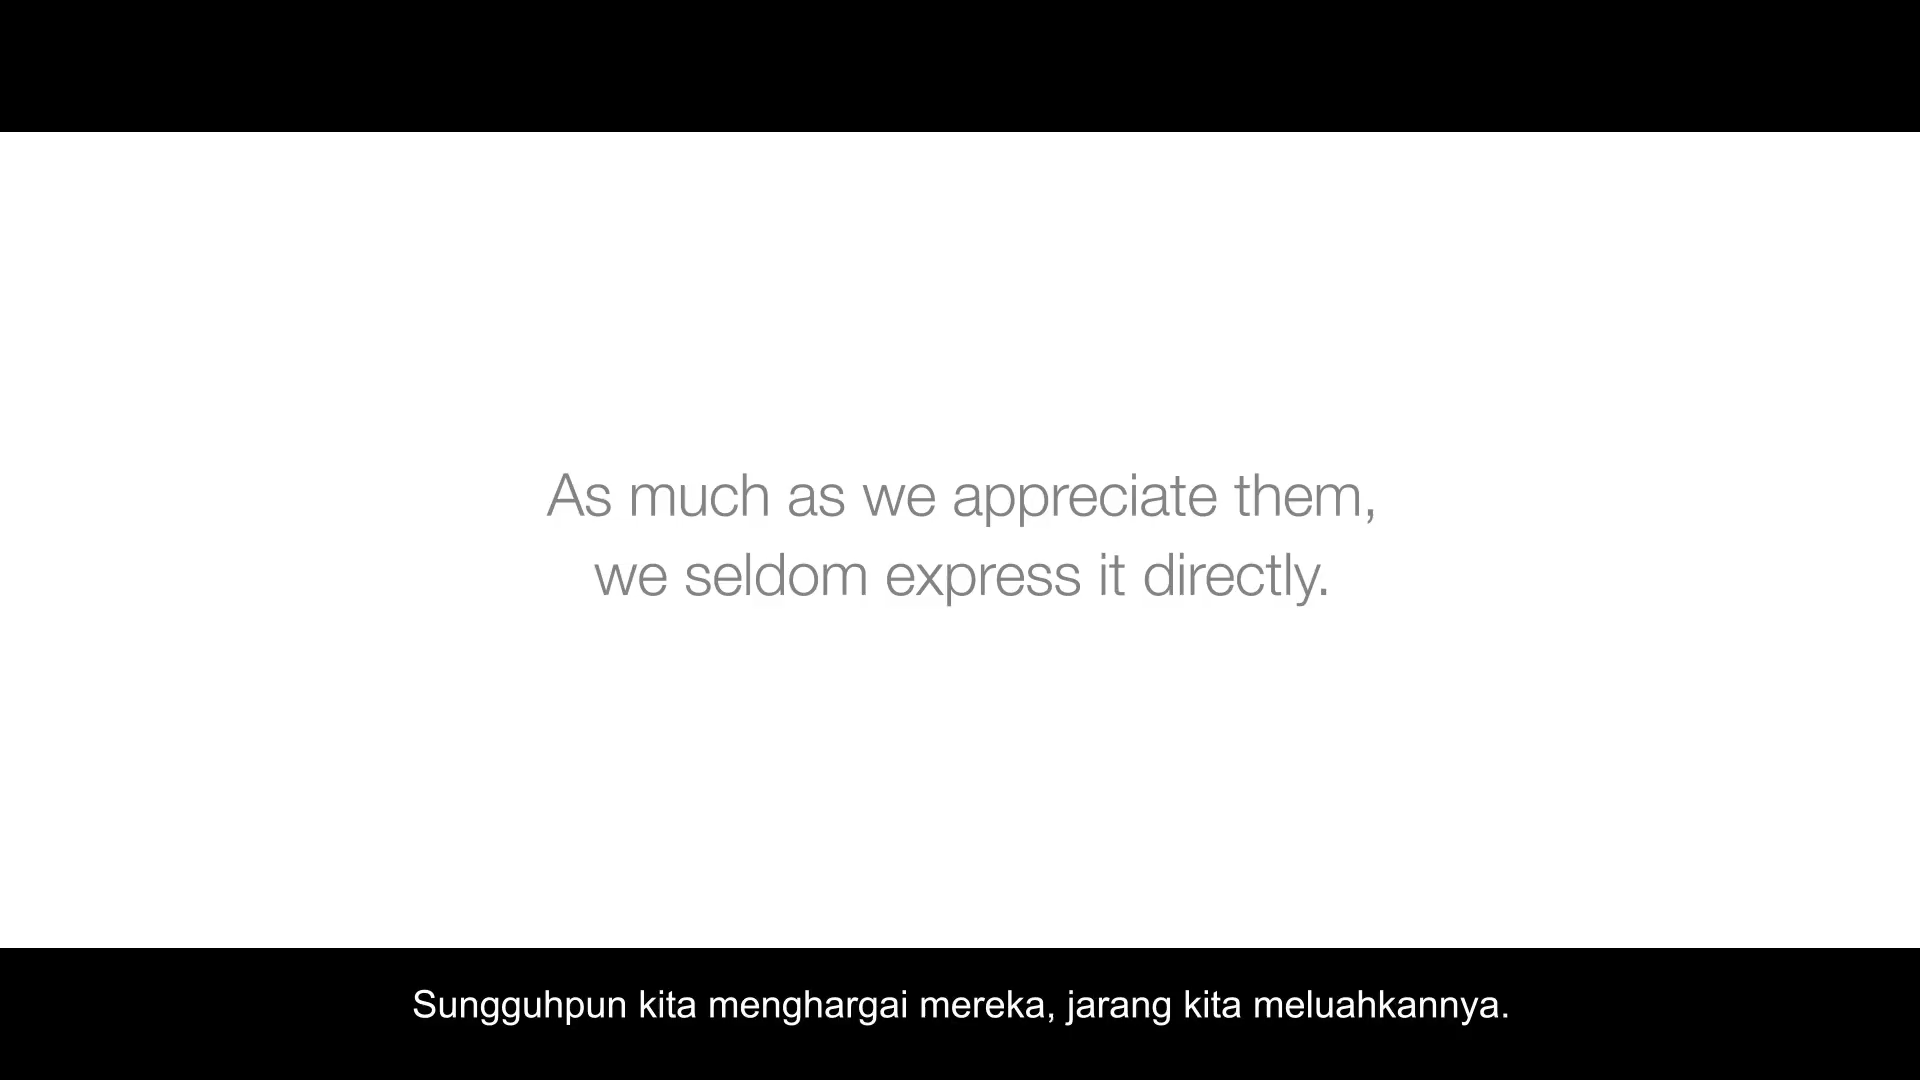 As much as we appreciate them,
we seldom express it directly.
Sungguhpun kita menghargai mereka, jarang kita meluahkannya.